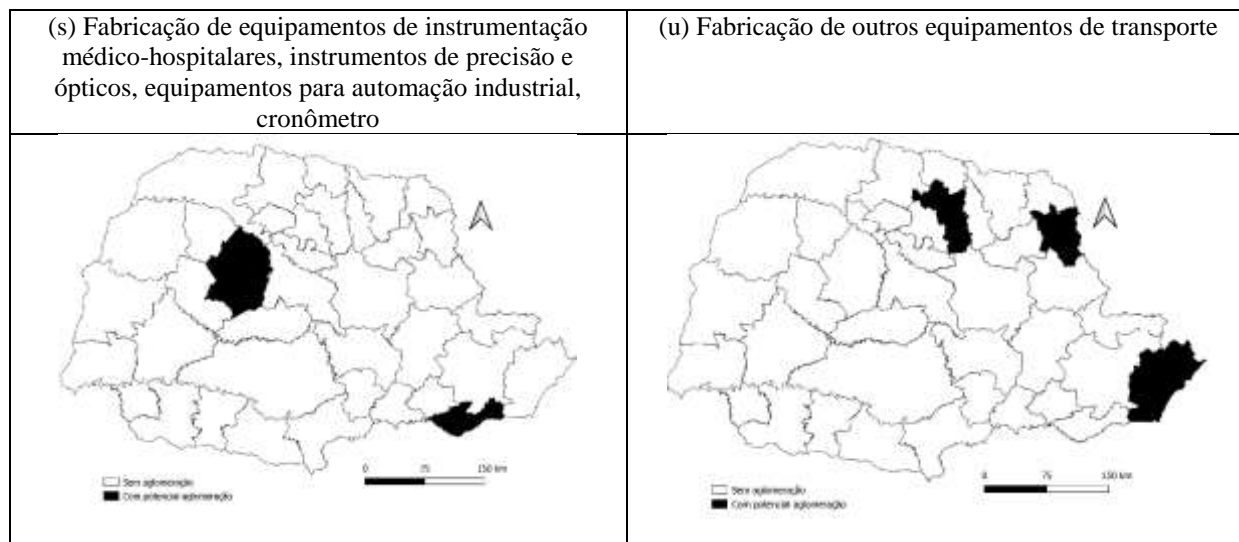 (s) Fabricação de equipamentos de instrumentação
médico-hospitalares, instrumentos de precisão e
ópticos, equipamentos para automação industrial,
cronômetro
(u) Fabricação de outros equipamentos de transporte
0 75 150 km
Sem aglomeração
Com potencial aglomeração
0 75 150 km
Sem aglomeração
Com potencial aglomeração